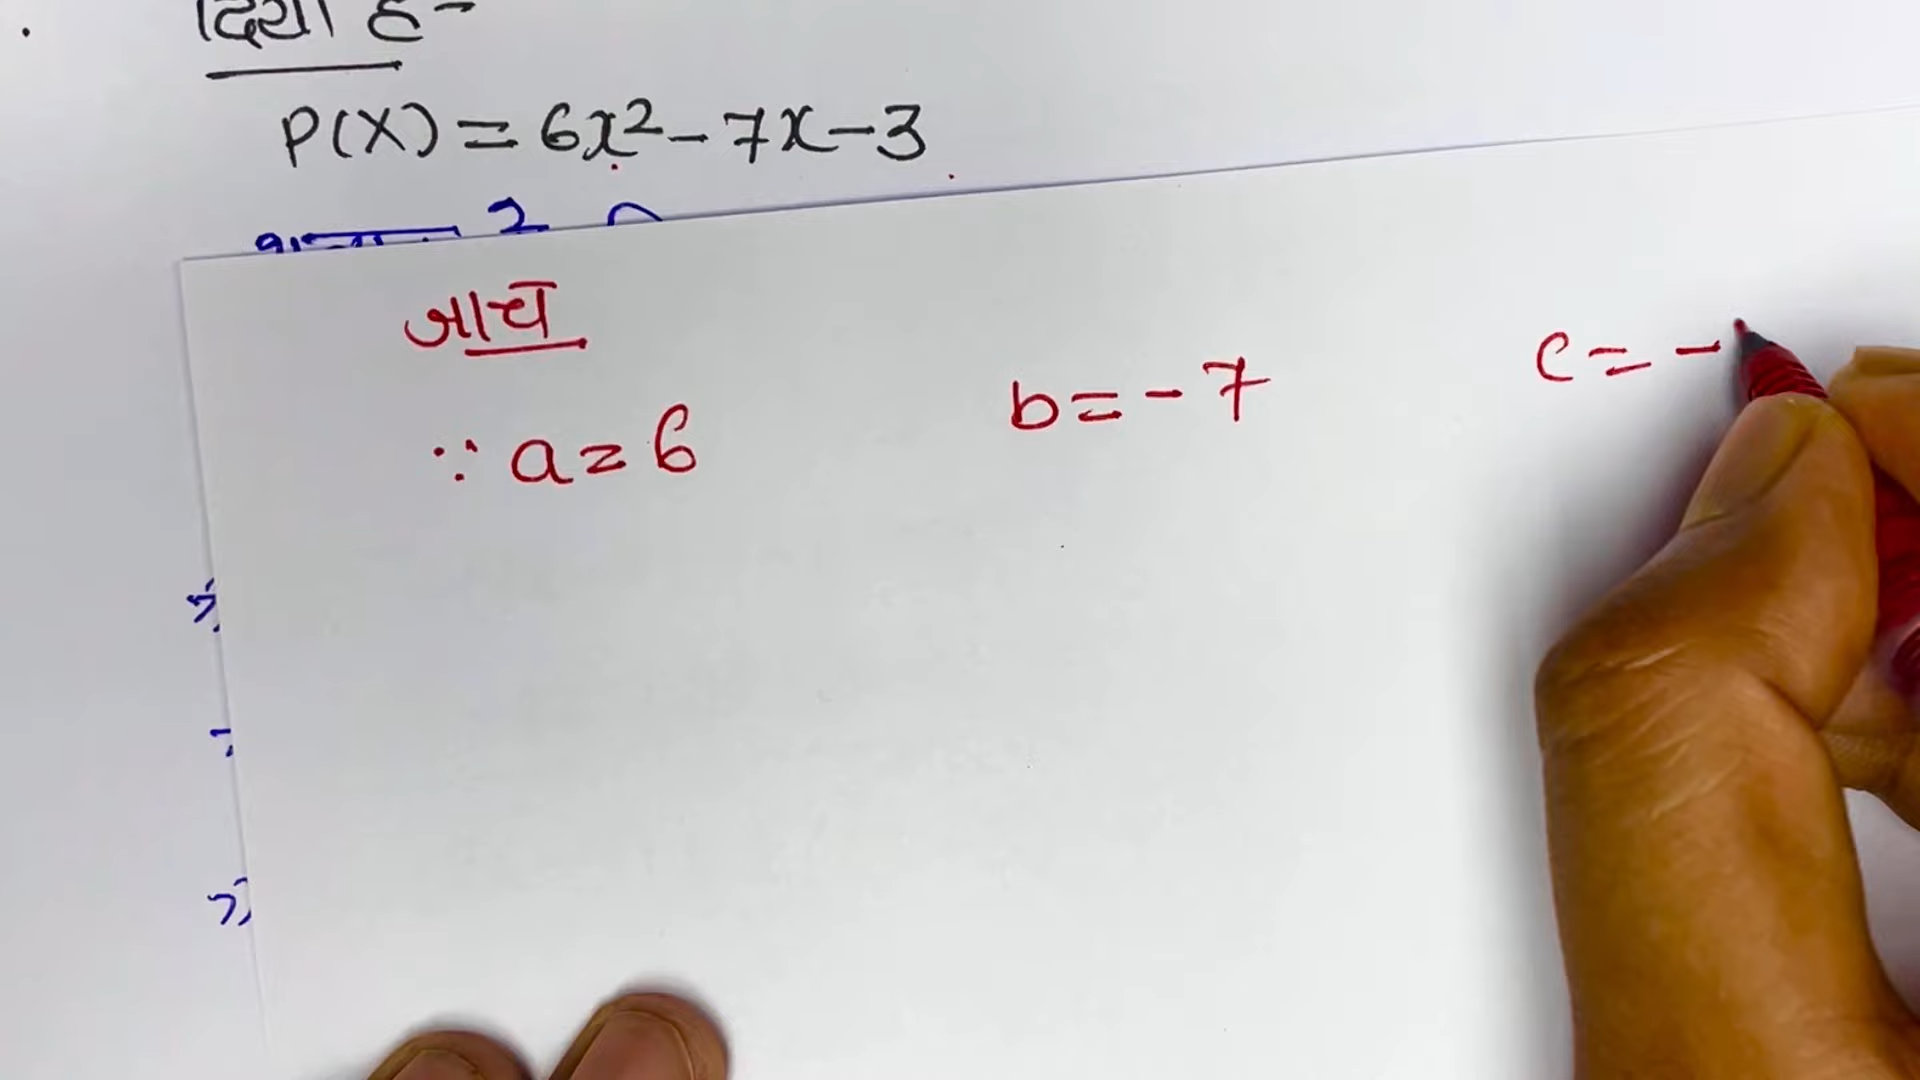 दिया है -
P(X) = 6x² - 7x - 3
जाचँ
∵ a = 6 b = - 7 c = -